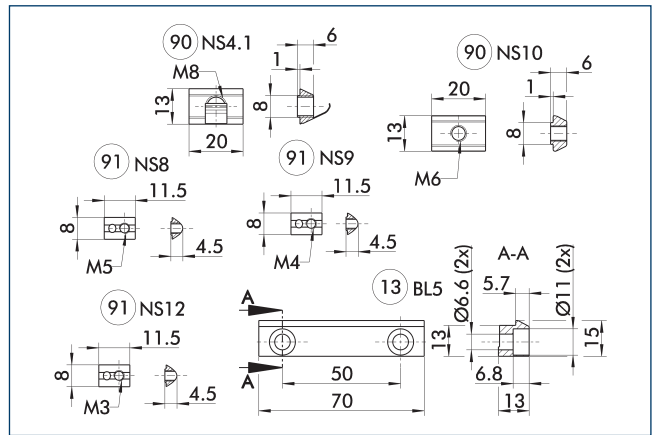 90 NS4.1
M8
6
1
13
8
20
90 NS10
20
6
1
13
8
M6
91 NS8
11.5
8
4.5
M5
91 NS9
11.5
8
4.5
M4
91 NS12
11.5
8
4.5
M3
13 BL5
A
A
50
70
13
A-A
Ø6.6 (2x)
5.7
Ø11 (2x)
15
6.8
13